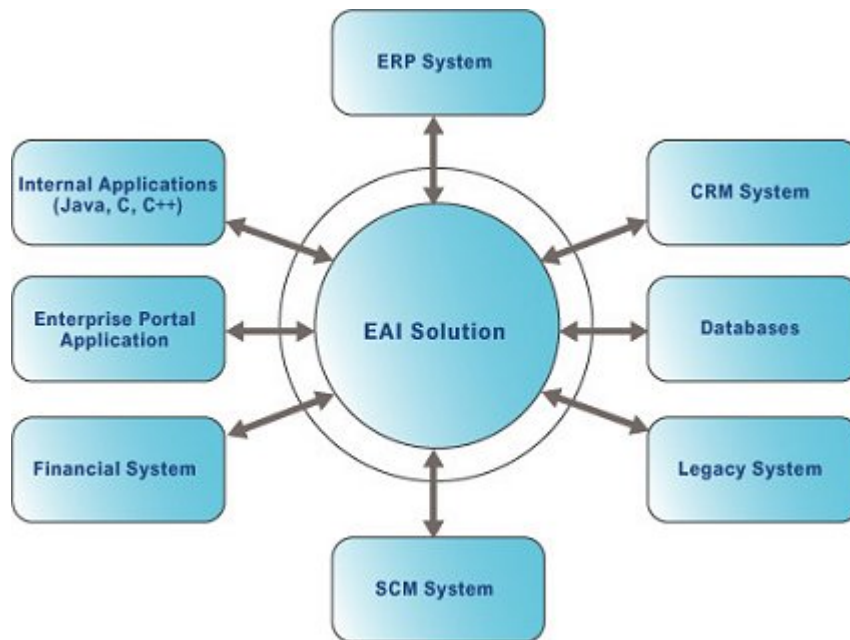 ERP System
Internal Applications
(Java, C, C++)
CRM System
Enterprise Portal
Application
EAI Solution
Databases
Financial System
Legacy System
SCM System